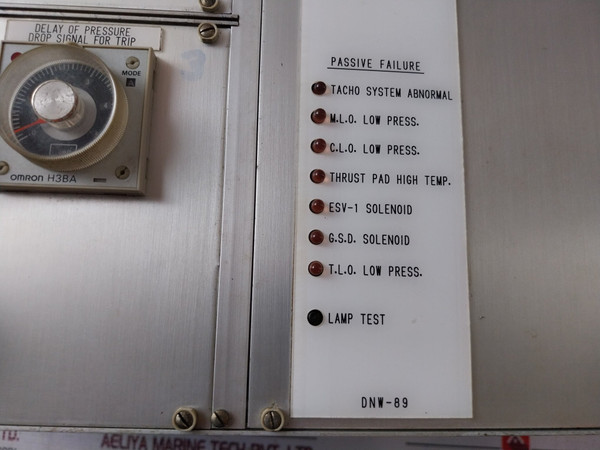 DELAY OF PRESSURE
DROP SIGNAL FOR TRIP
MODE
A
OMRON H3BA
PASSIVE FAILURE
TACHO SYSTEM ABNORMAL
M.L.O. LOW PRESS.
C.L.O. LOW PRESS.
THRUST PAD HIGH TEMP.
ESV-1 SOLENOID
G.S.D. SOLENOID
T.L.O. LOW PRESS.
LAMP TEST
DNW-89
LTD.
AELIYA MARINE TECH PVT. LTD.